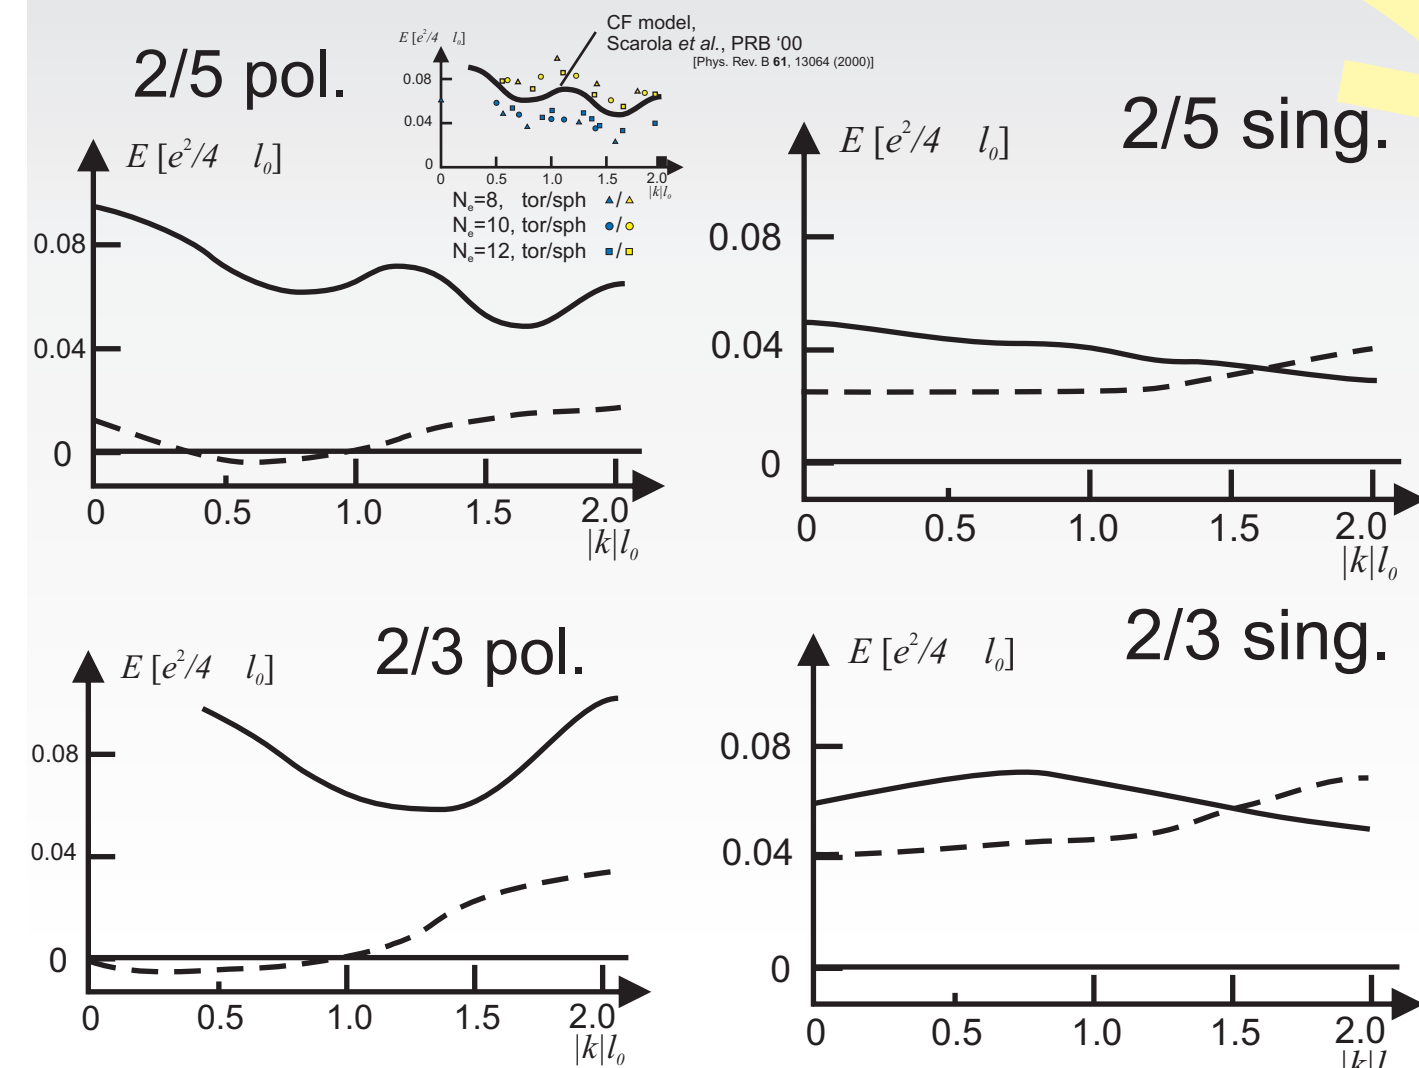 2/5 pol.
E [e²/4 l₀]
0.08
0.04
0
0 0.5 1.0 1.5 2.0
|k|l₀
E [e²/4 l₀]
0.08
0.04
0
0 0.5 1.0 1.5 2.0
|k|l₀
CF model,
Scarola et al., PRB ‘00
[Phys. Rev. B 61, 13064 (2000)]
Nₑ=8, tor/sph /
Nₑ=10, tor/sph /
Nₑ=12, tor/sph /
2/5 sing.
E [e²/4 l₀]
0.08
0.04
0
0 0.5 1.0 1.5 2.0
|k|l₀
2/3 pol.
E [e²/4 l₀]
0.08
0.04
0
0 0.5 1.0 1.5 2.0
|k|l₀
2/3 sing.
E [e²/4 l₀]
0.08
0.04
0
0 0.5 1.0 1.5 2.0
|k|l